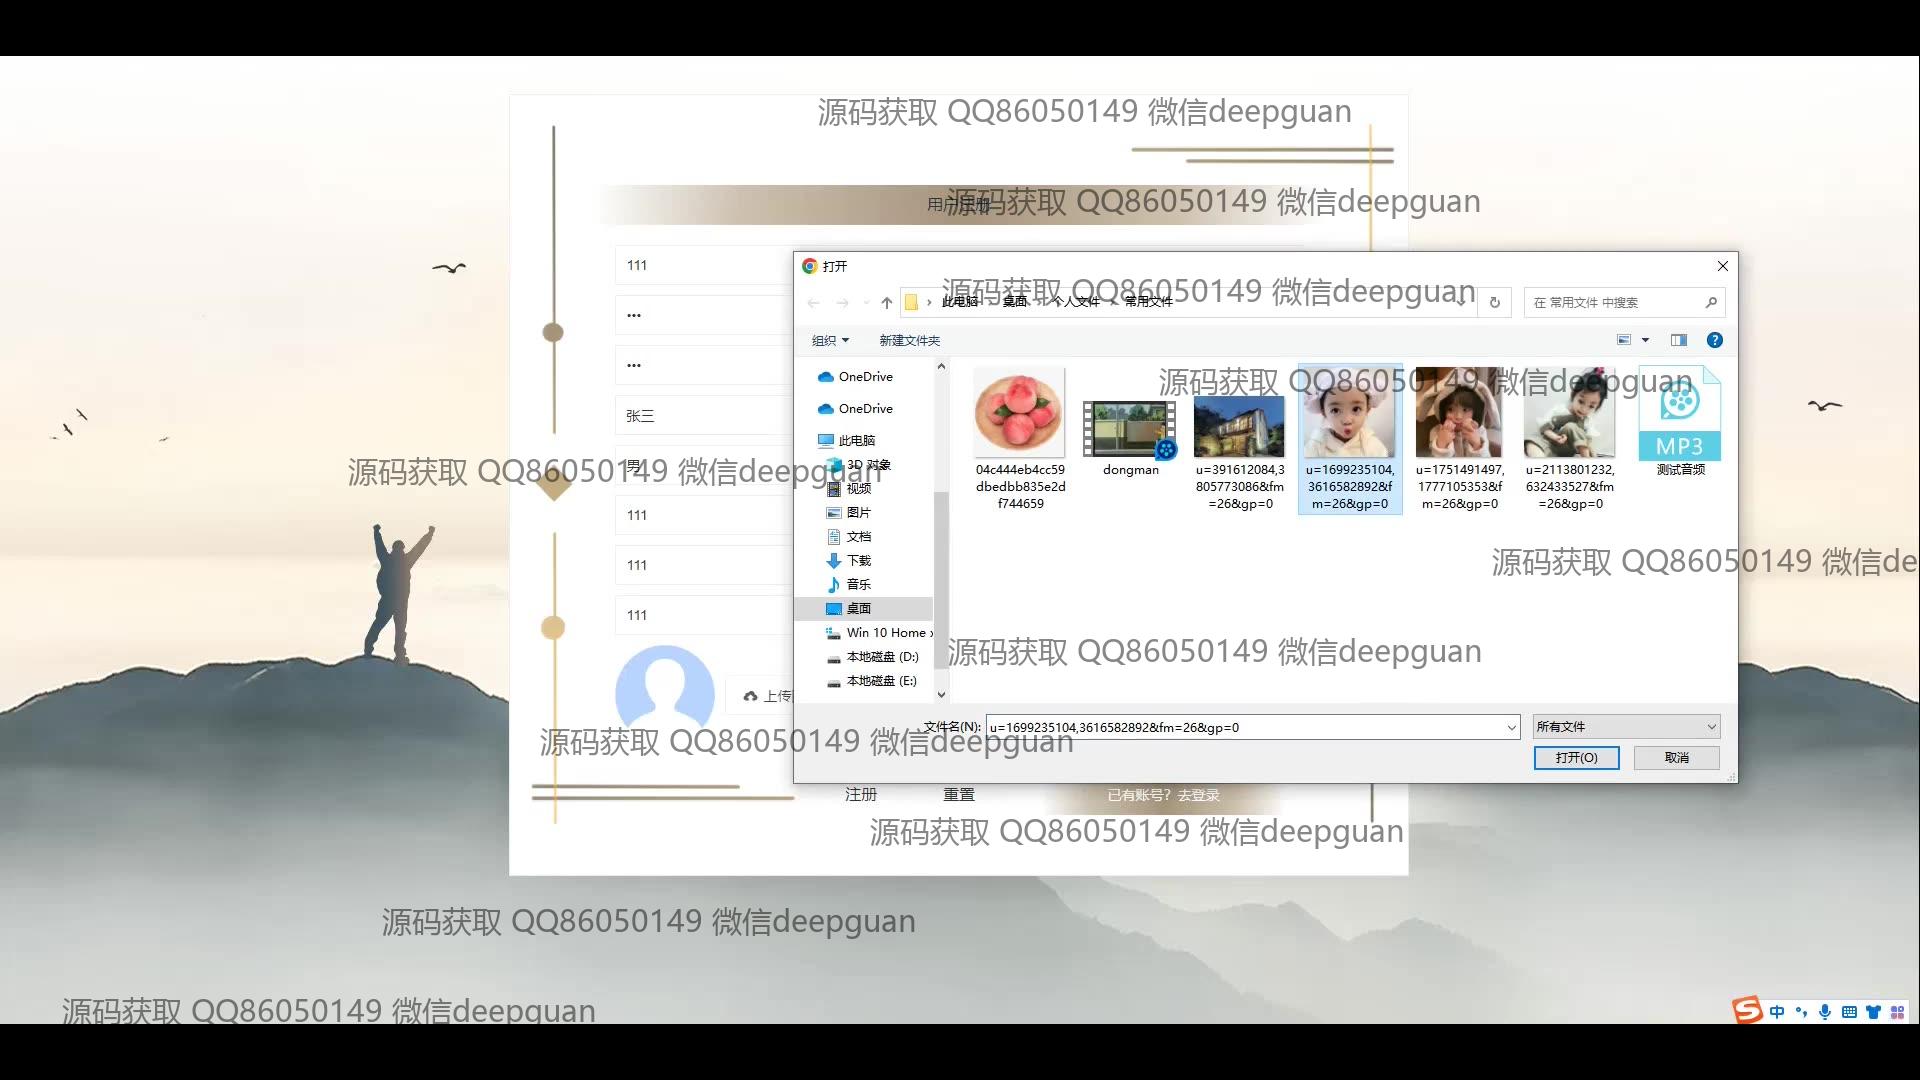 源码获取 QQ86050149 微信deepguan
用户注册
源码获取 QQ86050149 微信deepguan
111
•••
•••
张三
男
111
111
111
上传
注册
重置
已有账号？去登录
打开
此电脑 桌面 个人文件 常用文件
源码获取 QQ86050149 微信deepguan
在 常用文件 中搜索
组织
新建文件夹
OneDrive
OneDrive
此电脑
3D 对象
视频
图片
文档
下载
音乐
桌面
Win 10 Home x
本地磁盘 (D:)
本地磁盘 (E:)
源码获取 QQ86050149 微信deepguan
04c444eb4cc59
dbedbb835e2d
f744659
dongman
u=391612084,3
805773086&fm
=26&gp=0
u=1699235104,
3616582892&f
m=26&gp=0
u=1751491497,
1777105353&f
m=26&gp=0
u=2113801232,
632433527&fm
=26&gp=0
MP3
测试音频
源码获取 QQ86050149 微信deepguan
源码获取 QQ86050149 微信de
源码获取 QQ86050149 微信deepguan
文件名(N):
u=1699235104,3616582892&fm=26&gp=0
所有文件
打开(O)
取消
源码获取 QQ86050149 微信deepguan
源码获取 QQ86050149 微信deepguan
源码获取 QQ86050149 微信deepguan
源码获取 QQ86050149 微信deepguan
中